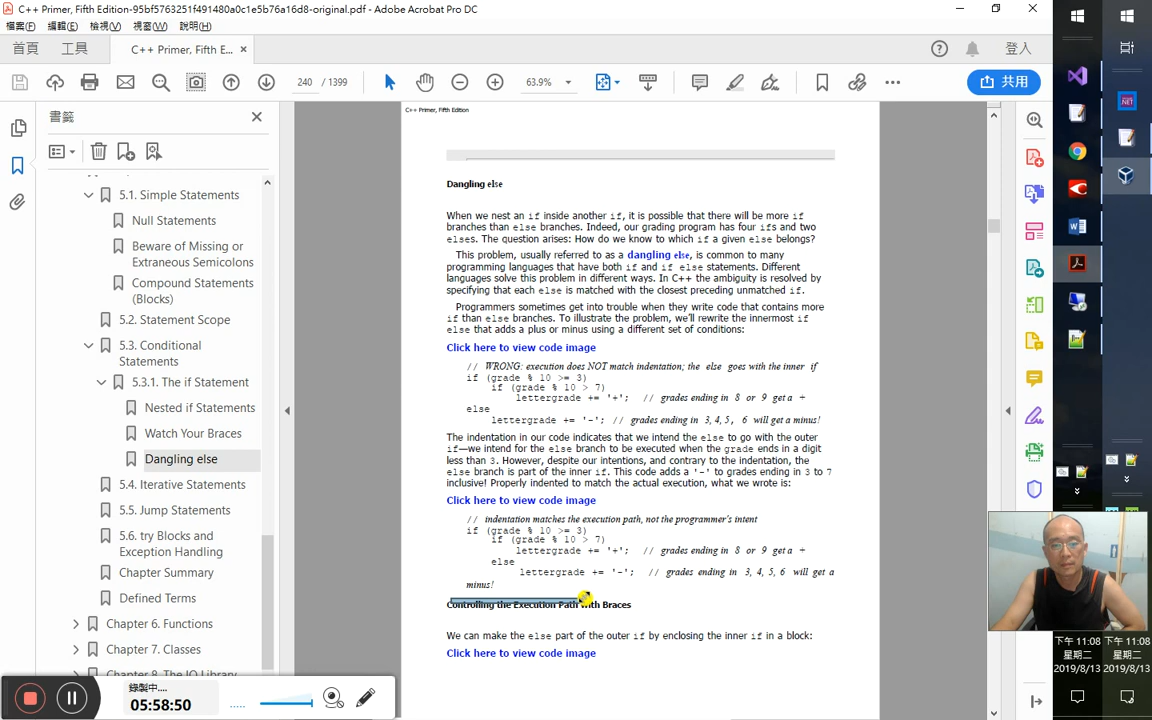 C++ Primer, Fifth Edition-95bf5763251f491480a0c1e5b76a16d8-original.pdf - Adobe Acrobat Pro DC
檔案(F) 編輯(E) 檢視(V) 視窗(W) 說明(H)
首頁 工具 C++ Primer, Fifth E... × 登入
240 / 1399 63.9% 共用
書籤
5.1. Simple Statements
Null Statements
Beware of Missing or
Extraneous Semicolons
Compound Statements
(Blocks)
5.2. Statement Scope
5.3. Conditional
Statements
5.3.1. The if Statement
Nested if Statements
Watch Your Braces
Dangling else
5.4. Iterative Statements
5.5. Jump Statements
5.6. try Blocks and
Exception Handling
Chapter Summary
Defined Terms
Chapter 6. Functions
Chapter 7. Classes
Chapter 8. The IO Library
C++ Primer, Fifth Edition
Dangling else
When we nest an if inside another if, it is possible that there will be more if
branches than else branches. Indeed, our grading program has four ifs and two
elses. The question arises: How do we know to which if a given else belongs?
This problem, usually referred to as a dangling else, is common to many
programming languages that have both if and if else statements. Different
languages solve this problem in different ways. In C++ the ambiguity is resolved by
specifying that each else is matched with the closest preceding unmatched if.
Programmers sometimes get into trouble when they write code that contains more
if than else branches. To illustrate the problem, we'll rewrite the innermost if
else that adds a plus or minus using a different set of conditions:
Click here to view code image
// WRONG: execution does NOT match indentation; the else goes with the inner if
if (grade % 10 >= 3)
if (grade % 10 > 7)
lettergrade += '+'; // grades ending in 8 or 9 get a +
else
lettergrade += '-'; // grades ending in 3, 4, 5, 6 will get a minus!
The indentation in our code indicates that we intend the else to go with the outer
if—we intend for the else branch to be executed when the grade ends in a digit
less than 3. However, despite our intentions, and contrary to the indentation, the
else branch is part of the inner if. This code adds a '-' to grades ending in 3 to 7
inclusive! Properly indented to match the actual execution, what we wrote is:
Click here to view code image
// indentation matches the execution path, not the programmer's intent
if (grade % 10 >= 3)
if (grade % 10 > 7)
lettergrade += '+'; // grades ending in 8 or 9 get a +
else
lettergrade += '-'; // grades ending in 3, 4, 5, 6 will get a
minus!
Controlling the Execution Path with Braces
We can make the else part of the outer if by enclosing the inner if in a block:
Click here to view code image
.NET
下午 11:08 下午 11:08
星期二 星期二
2019/8/13 2019/8/13
錄製中....
05:58:50